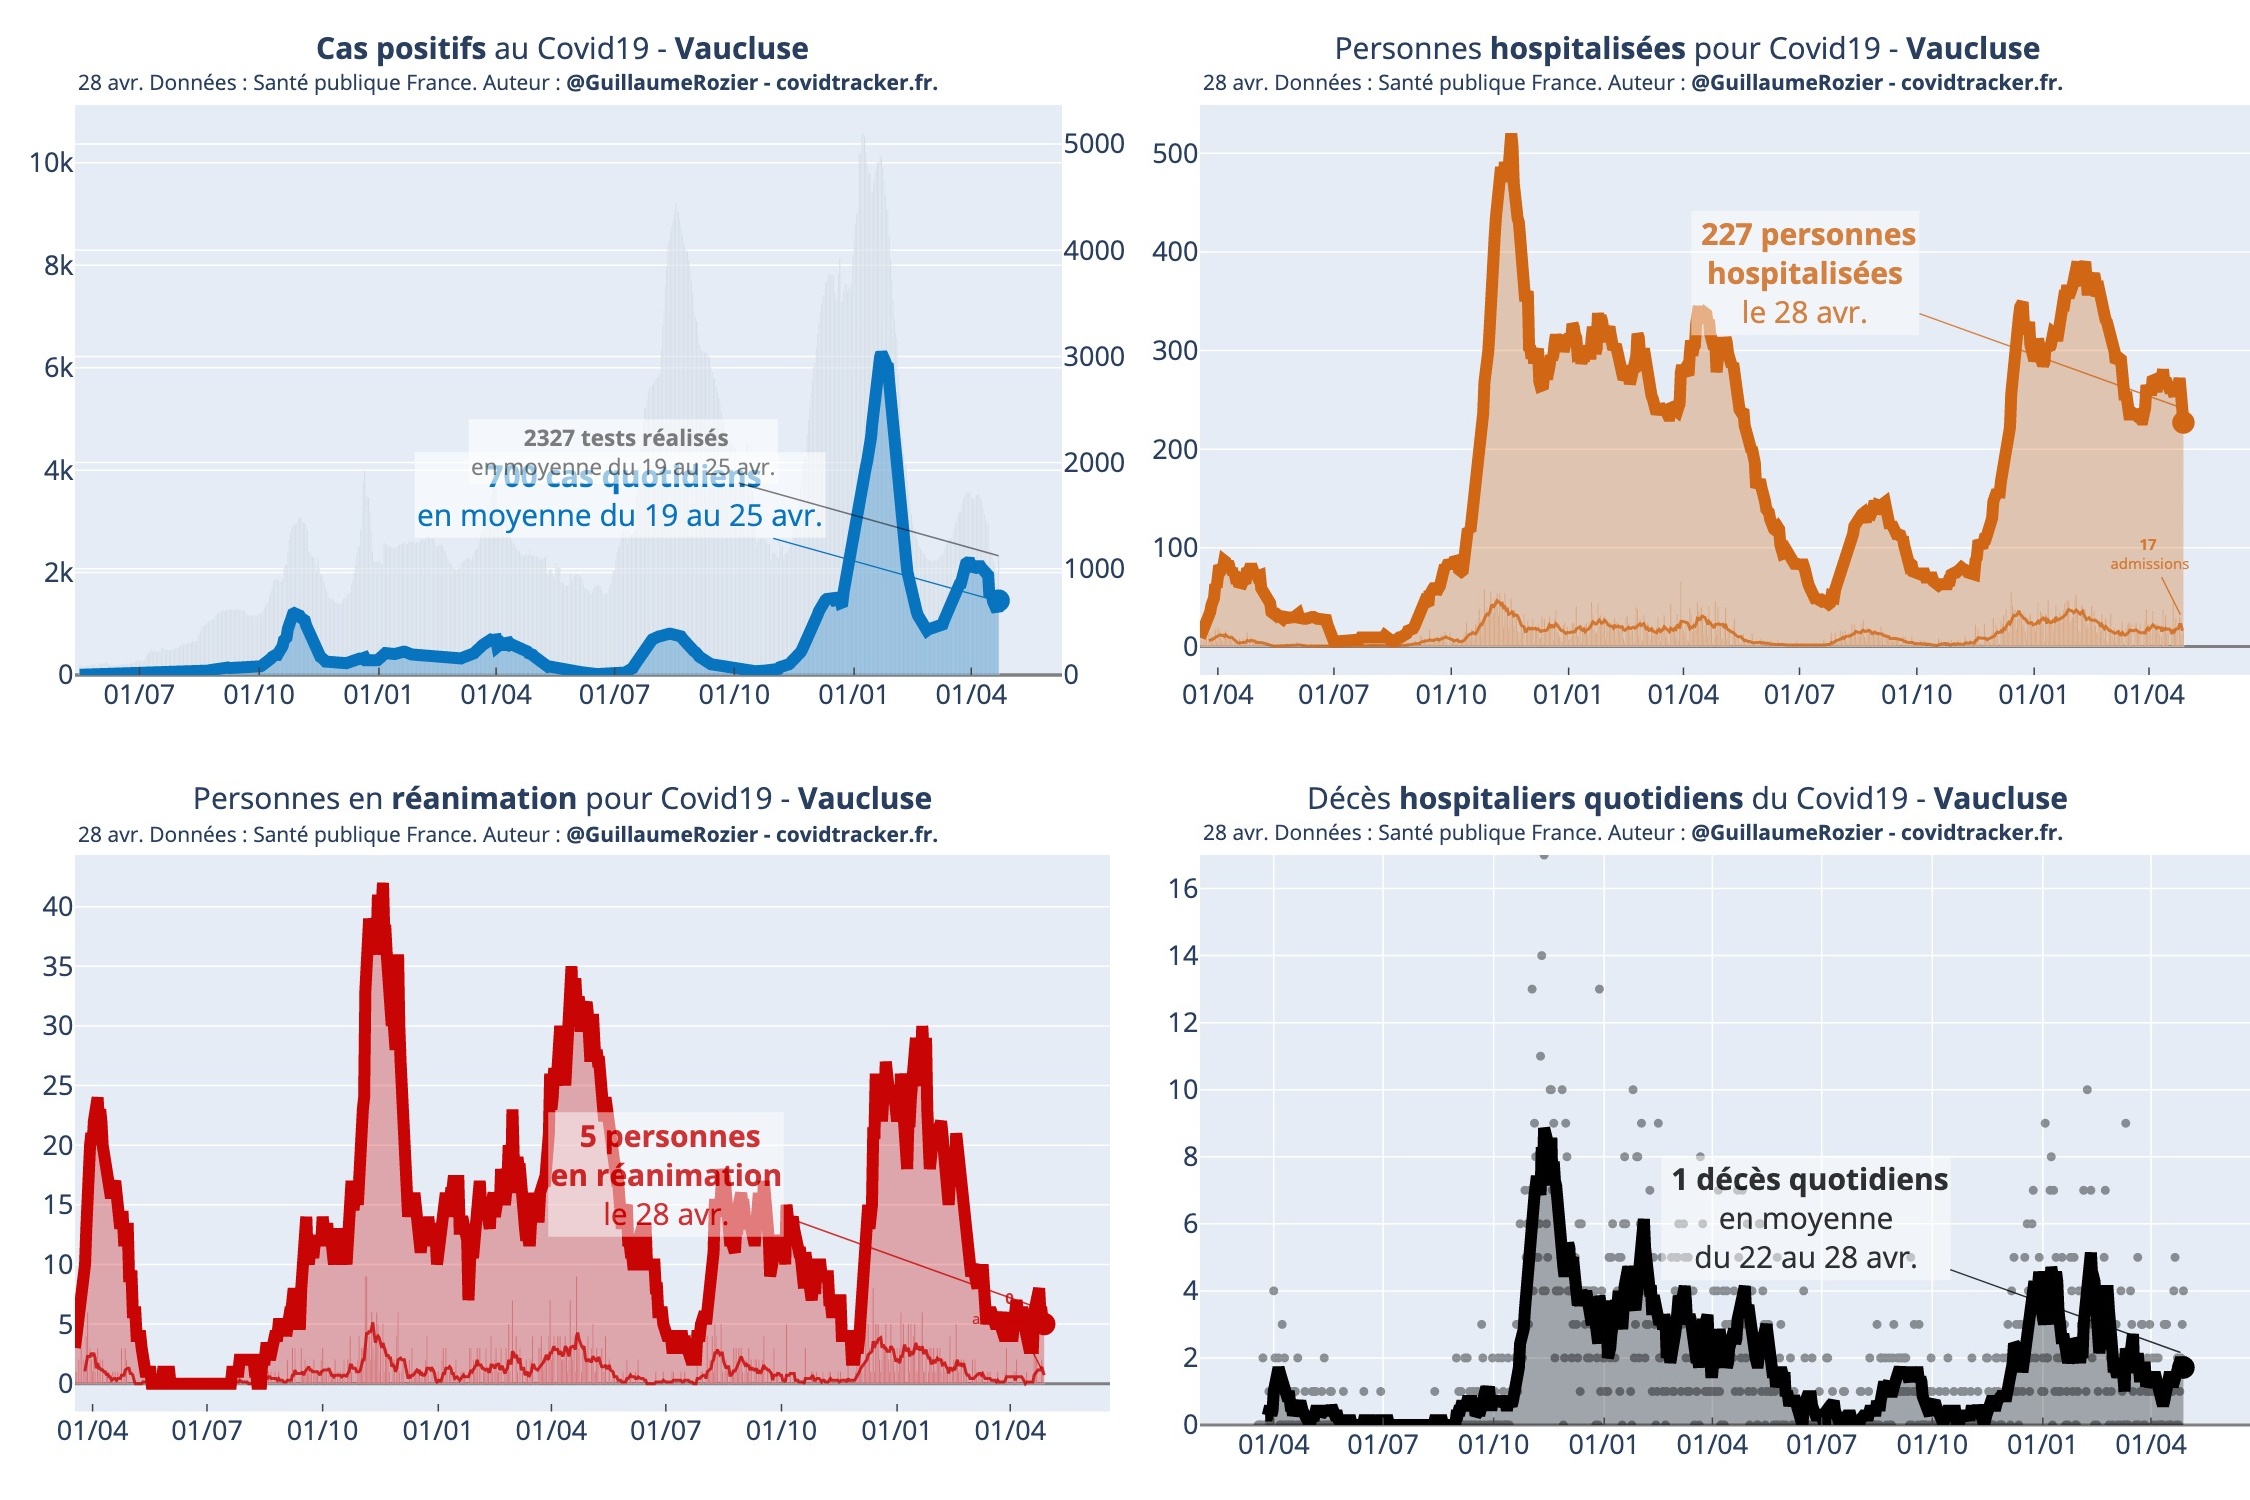 Cas positifs au Covid19 - Vaucluse
28 avr. Données : Santé publique France. Auteur : @GuillaumeRozier - covidtracker.fr.
10k
8k
6k
4k
2k
0
5000
4000
3000
2000
1000
0
2327 tests réalisés
en moyenne du 19 au 25 avr.
700 cas quotidiens
en moyenne du 19 au 25 avr.
01/07 01/10 01/01 01/04 01/07 01/10 01/01 01/04
Personnes hospitalisées pour Covid19 - Vaucluse
28 avr. Données : Santé publique France. Auteur : @GuillaumeRozier - covidtracker.fr.
500
400
300
200
100
0
227 personnes
hospitalisées
le 28 avr.
17
admissions
01/04 01/07 01/10 01/01 01/04 01/07 01/10 01/01 01/04
Personnes en réanimation pour Covid19 - Vaucluse
28 avr. Données : Santé publique France. Auteur : @GuillaumeRozier - covidtracker.fr.
40
35
30
25
20
15
10
5
0
5 personnes
en réanimation
le 28 avr.
0
01/04 01/07 01/10 01/01 01/04 01/07 01/10 01/01 01/04
Décès hospitaliers quotidiens du Covid19 - Vaucluse
28 avr. Données : Santé publique France. Auteur : @GuillaumeRozier - covidtracker.fr.
16
14
12
10
8
6
4
2
0
1 décès quotidiens
en moyenne
du 22 au 28 avr.
01/04 01/07 01/10 01/01 01/04 01/07 01/10 01/01 01/04